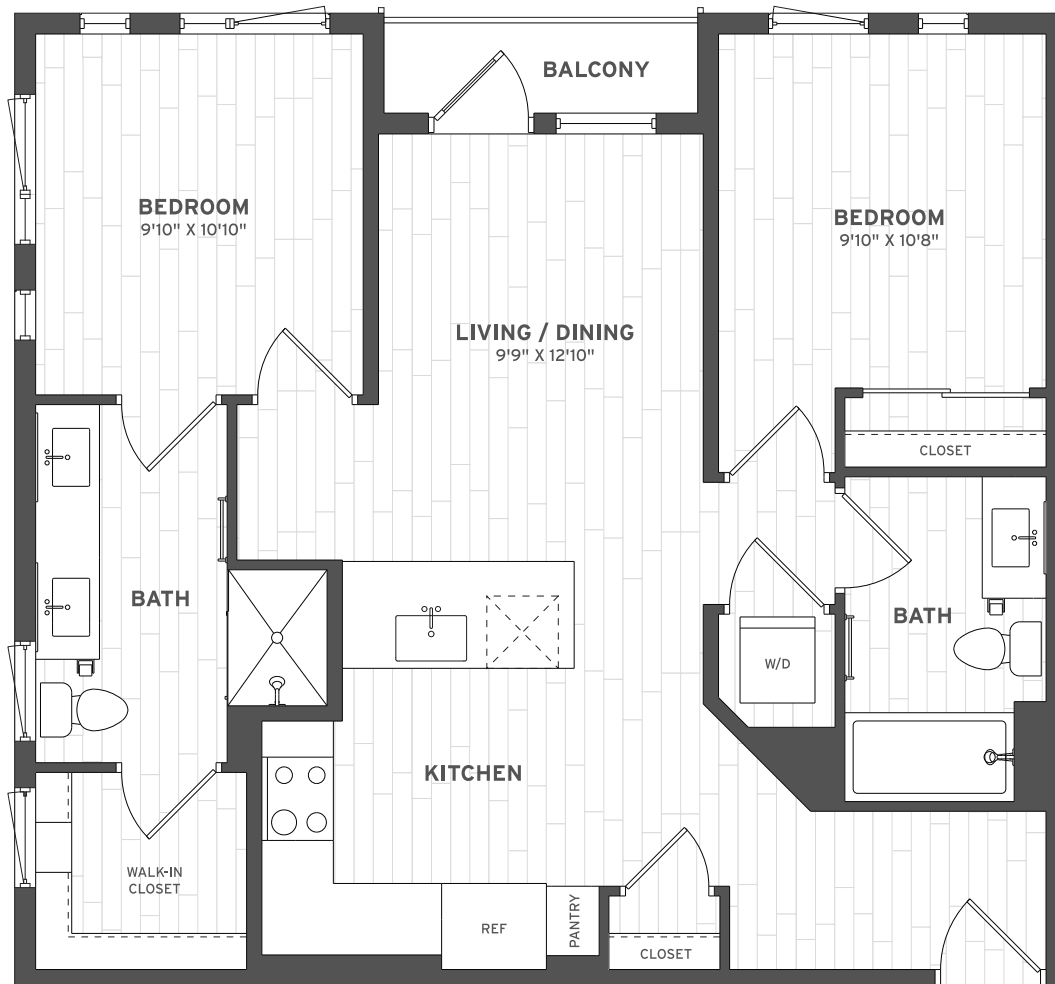 BALCONY
BEDROOM
9'10" X 10'10"
BEDROOM
9'10" X 10'8"
LIVING / DINING
9'9" X 12'10"
CLOSET
BATH
BATH
W/D
KITCHEN
WALK-IN
CLOSET
REF
PANTRY
CLOSET